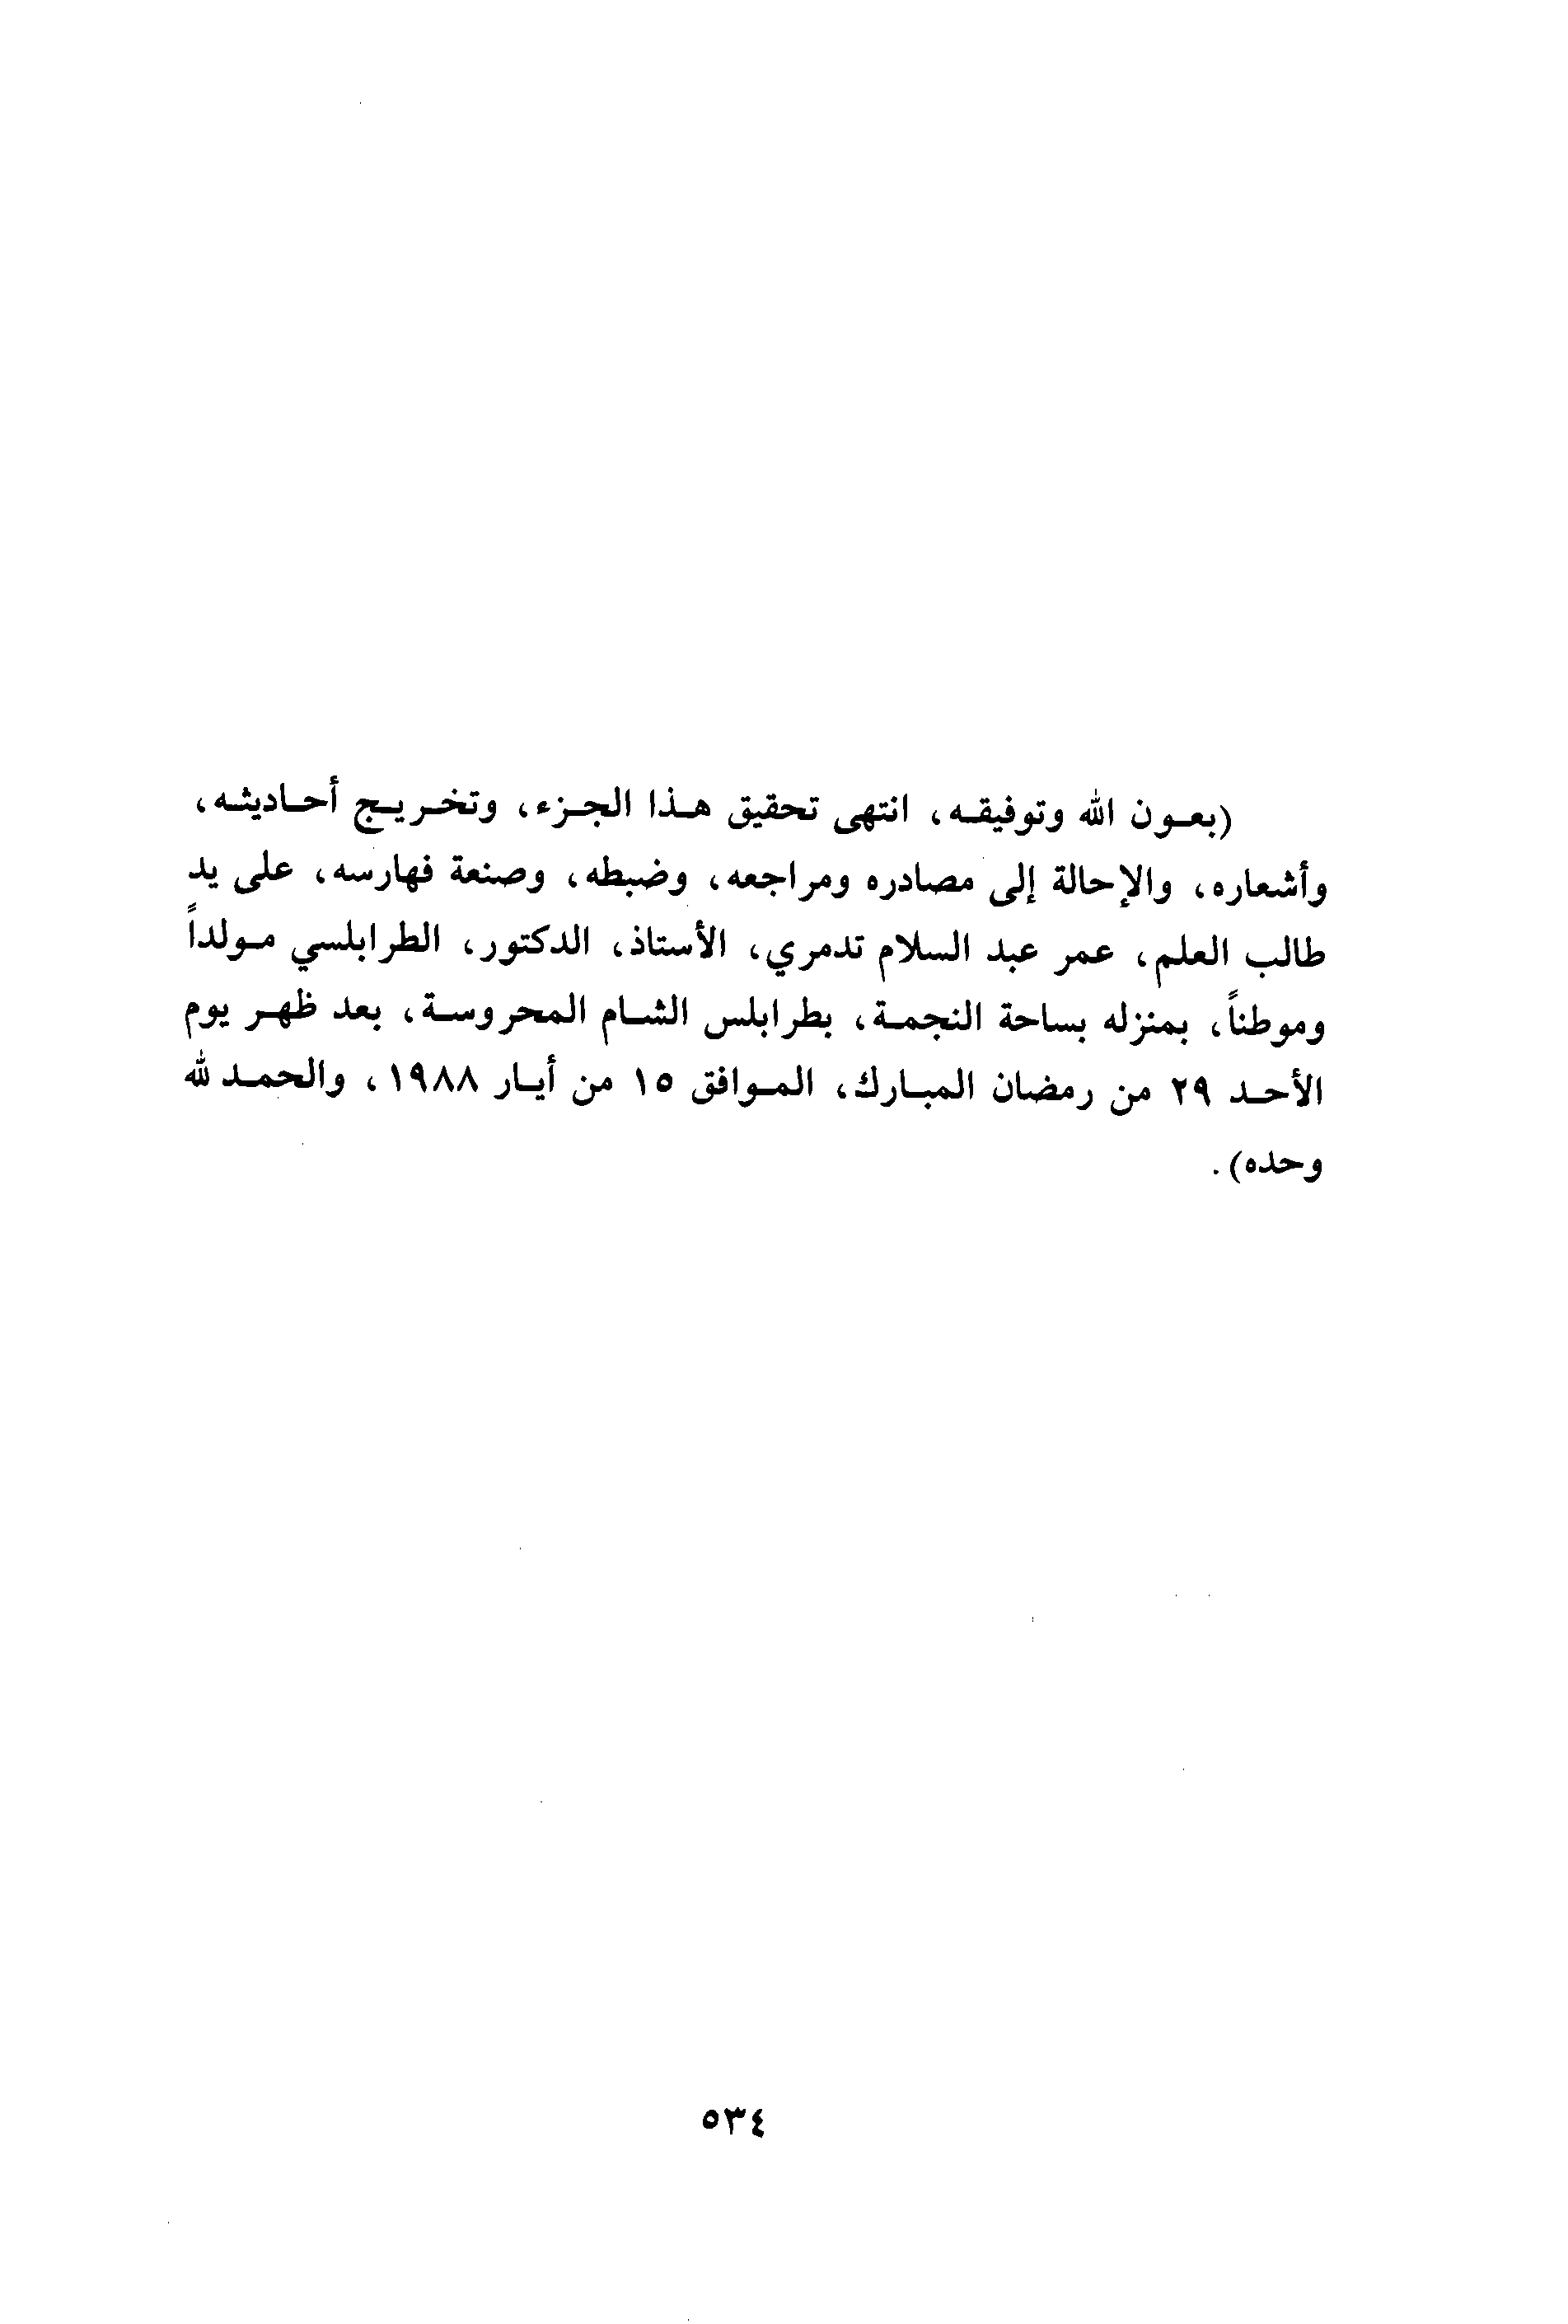 (بعون الله وتوفيقه، انتهى تحقيق هذا الجزء، وتخريج أحاديثه،
وأشعاره، والإحالة إلى مصادره ومراجعه، وضبطه، وصنعة فهارسه، على يد
طالب العلم، عمر عبد السلام تدمري، الأستاذ، الدكتور، الطرابلسي مولداً
وموطناً، بمنزله بساحة النجمة، بطرابلس الشام المحروسة، بعد ظهر يوم
الأحد ٢٩ من رمضان المبارك، الموافق ١٥ من أيار ١٩٨٨، والحمد لله
وحده).
٥٣٤